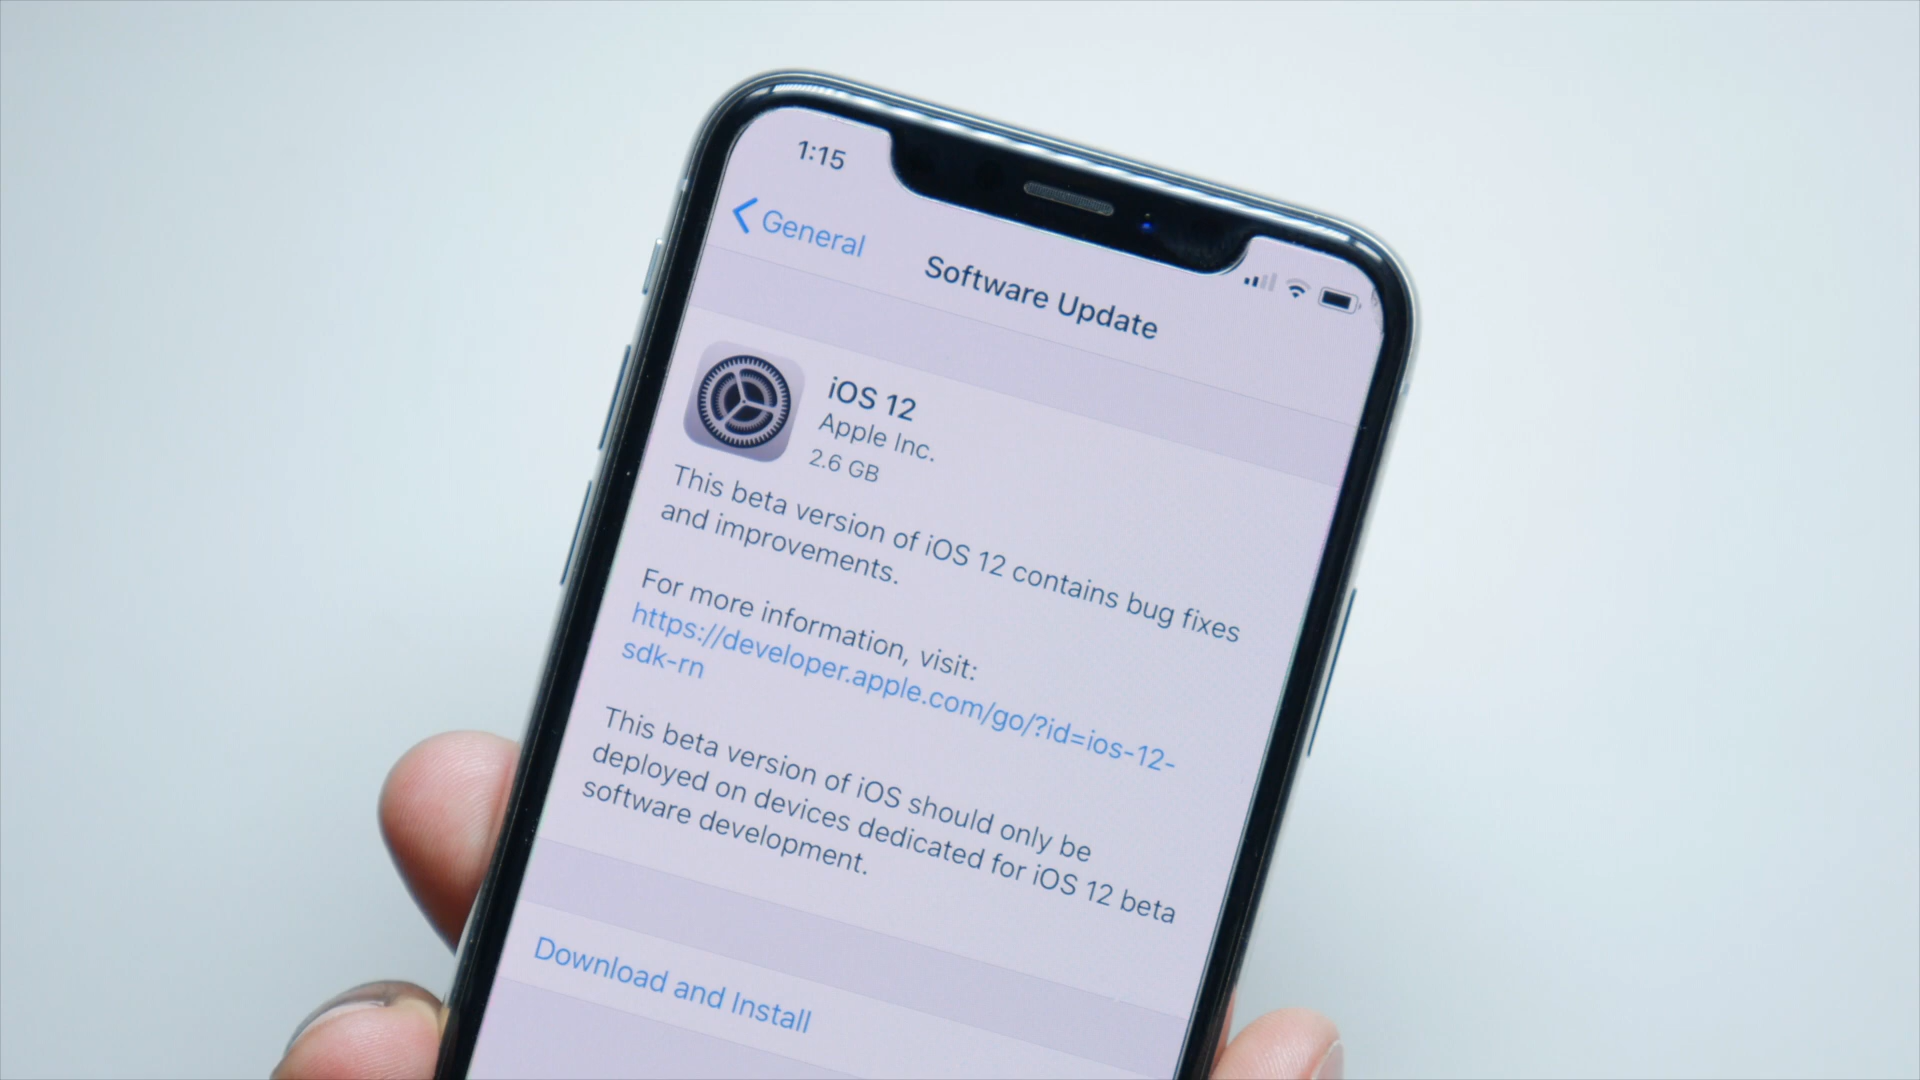 1:15
General
Software Update
iOS 12
Apple Inc.
2.6 GB
This beta version of iOS 12 contains bug fixes
and improvements.
For more information, visit:
https://developer.apple.com/go/?id=ios-12-
sdk-rn
This beta version of iOS should only be
deployed on devices dedicated for iOS 12 beta
software development.
Download and Install